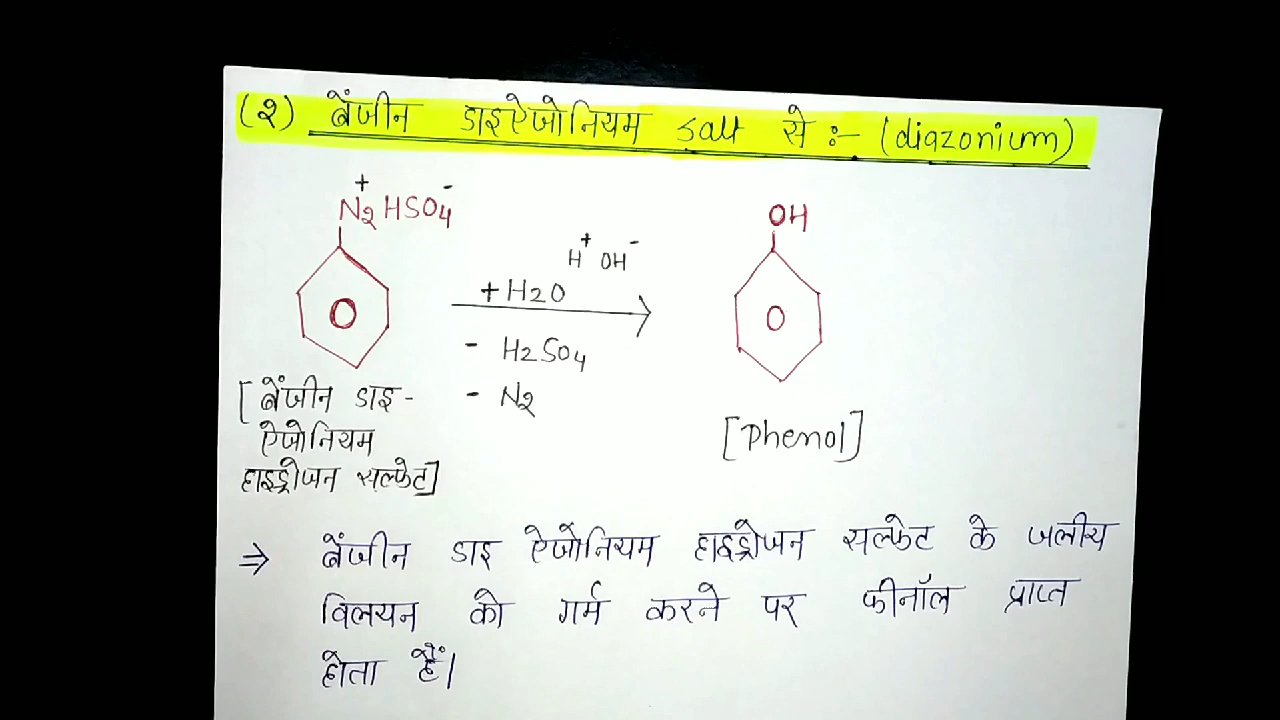 (२) बेंजीन डाइऐजोनियम salt से :- (diazonium)
+ -
N2 HSO4
OH
H+ OH-
+H2O
- H2SO4
- N2
[बेंजीन डाइ-
ऐजोनियम
हाइड्रोजन सल्फेट]
[Phenol]
⇒ बेंजीन डाइ ऐजोनियम हाइड्रोजन सल्फेट के जलीय
विलयन को गर्म करने पर फीनॉल प्राप्त
होता हैं।